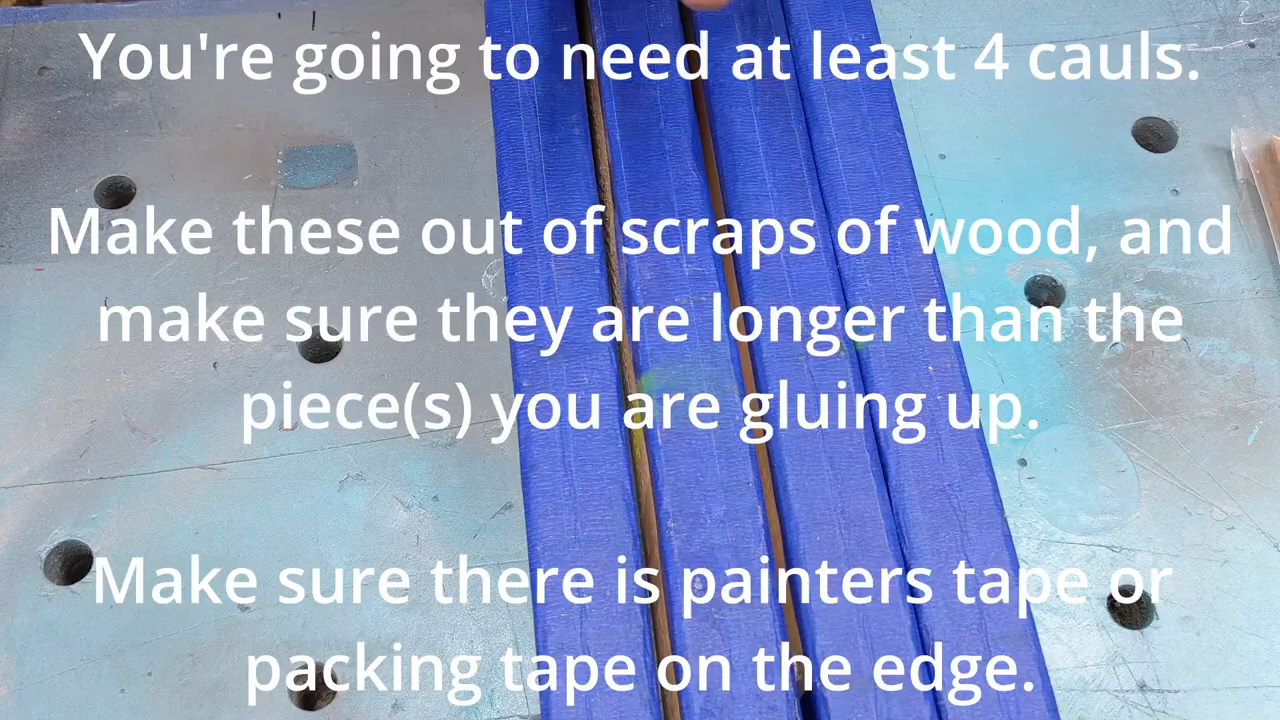 You're going to need at least 4 cauls.
Make these out of scraps of wood, and
make sure they are longer than the
piece(s) you are gluing up.
Make sure there is painters tape or
packing tape on the edge.